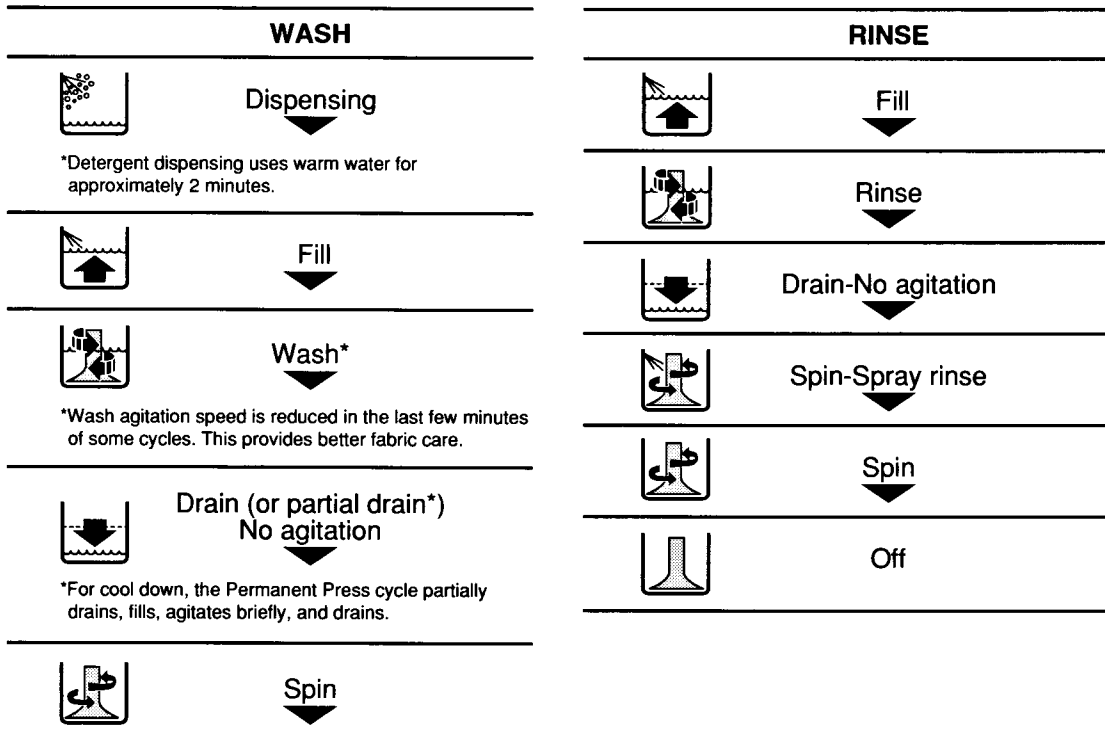 WASH
Dispensing
*Detergent dispensing uses warm water for
approximately 2 minutes.
Fill
Wash*
*Wash agitation speed is reduced in the last few minutes
of some cycles. This provides better fabric care.
Drain (or partial drain*)
No agitation
*For cool down, the Permanent Press cycle partially
drains, fills, agitates briefly, and drains.
Spin
RINSE
Fill
Rinse
Drain-No agitation
Spin-Spray rinse
Spin
Off